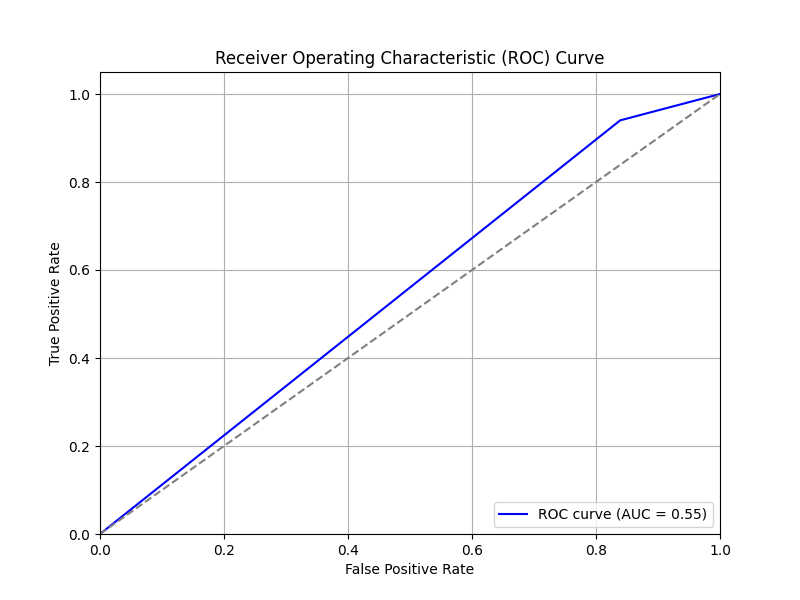 Receiver Operating Characteristic (ROC) Curve
True Positive Rate
1.0
0.8
0.6
0.4
0.2
0.0
0.0 0.2 0.4 0.6 0.8 1.0
False Positive Rate
ROC curve (AUC = 0.55)